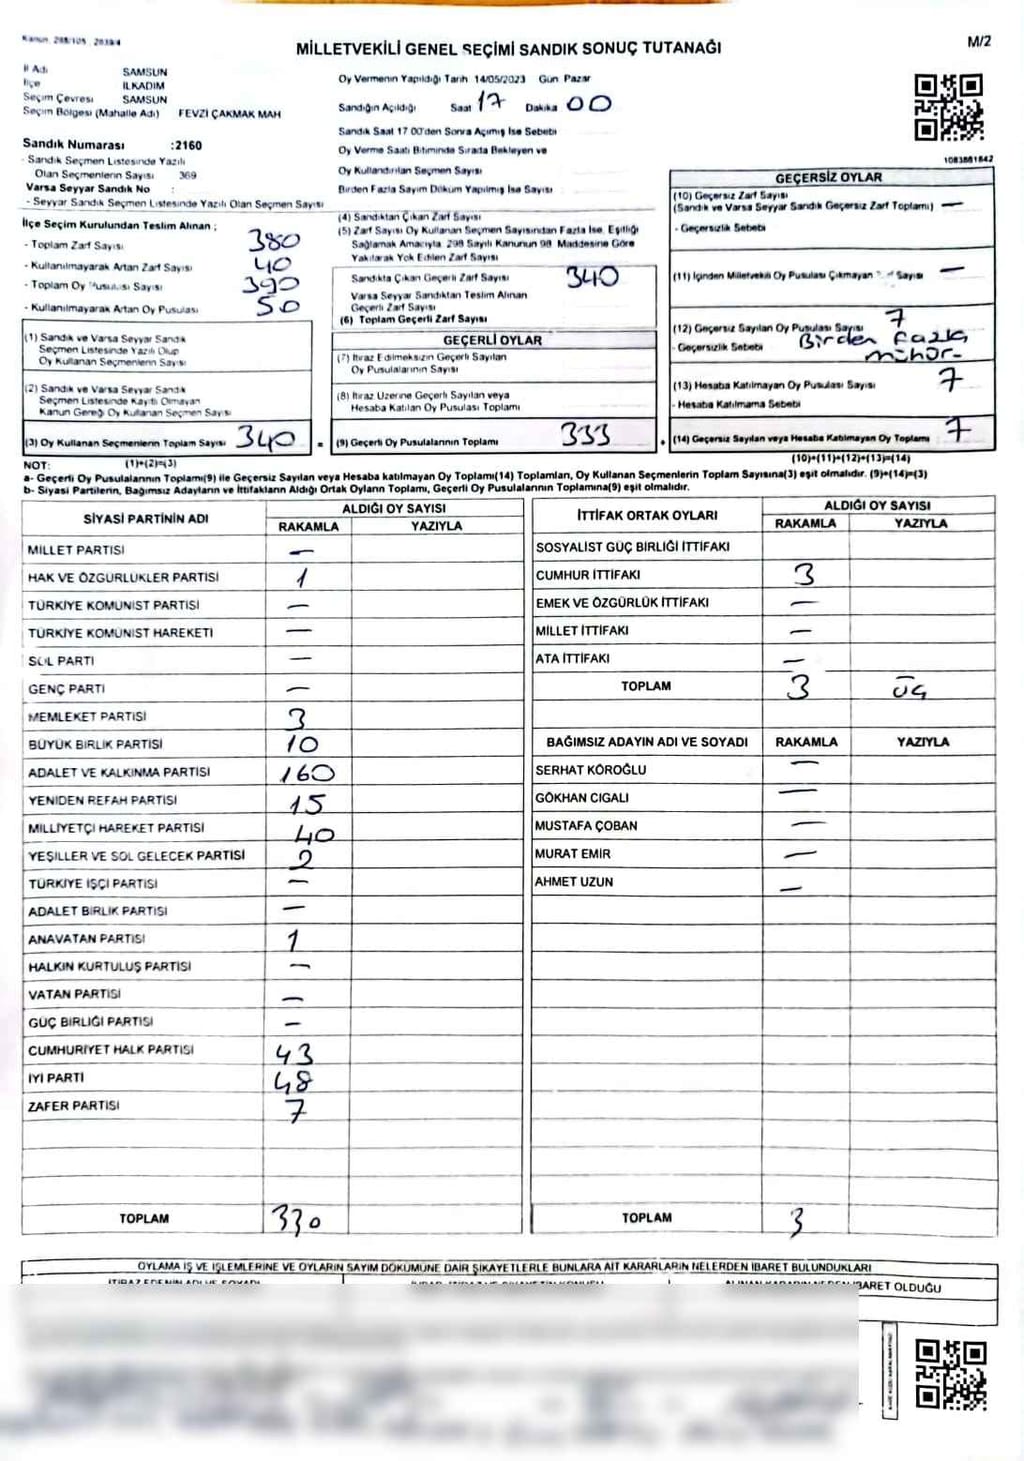 Kanun. 298/105 2839/4
M/2
MİLLETVEKİLİ GENEL SEÇİMİ SANDIK SONUÇ TUTANAĞI
İl Adı SAMSUN
İlçe İLKADIM
Seçim Çevresi SAMSUN
Seçim Bölgesi (Mahalle Adı) FEVZİ ÇAKMAK MAH
Sandık Numarası :2160
- Sandık Seçmen Listesinde Yazılı
Olan Seçmenlerin Sayısı 369
Varsa Seyyar Sandık No :
- Seyyar Sandık Seçmen Listesinde Yazılı Olan Seçmen Sayısı
İlçe Seçim Kurulundan Teslim Alınan ;
- Toplam Zarf Sayısı 380
- Kullanılmayarak Artan Zarf Sayısı 40
- Toplam Oy Pusulası Sayısı 390
- Kullanılmayarak Artan Oy Pusulası 50
(1) Sandık ve Varsa Seyyar Sandık
Seçmen Listesinde Yazılı Olup
Oy Kullanan Seçmenlerin Sayısı
(2) Sandık ve Varsa Seyyar Sandık
Seçmen Listesinde Kayıtlı Olmayan
Kanun Gereği Oy Kullanan Seçmen Sayısı
(3) Oy Kullanan Seçmenlerin Toplam Sayısı 340 =
Oy Vermenin Yapıldığı Tarih 14/05/2023 Gün Pazar
Sandığın Açıldığı Saat 17 Dakika 00
Sandık Saat 17 00'den Sonra Açımış İse Sebebi
Oy Verme Saati Bitiminde Sırada Bekleyen ve
Oy Kullandırılan Seçmen Sayısı
Birden Fazla Sayım Döküm Yapılmış İse Sayısı
(4) Sandıktan Çıkan Zarf Sayısı
(5) Zarf Sayısı Oy Kullanan Seçmen Sayısından Fazla İse, Eşitliği
Sağlamak Amacıyla, 298 Sayılı Kanunun 98 Maddesine Göre
Yakılarak Yok Edilen Zarf Sayısı
Sandıkta Çıkan Geçerli Zarf Sayısı 340
Varsa Seyyar Sandıktan Teslim Alınan
Geçerli Zarf Sayısı
(6) Toplam Geçerli Zarf Sayısı
GEÇERLİ OYLAR
(7) İtiraz Edilmeksizin Geçerli Sayılan
Oy Pusulalarının Sayısı
(8) İtiraz Üzerine Geçerli Sayılan veya
Hesaba Katılan Oy Pusulası Toplamı
(9) Geçerli Oy Pusulalarının Toplamı 333
1083881842
GEÇERSİZ OYLAR
(10) Geçersiz Zarf Sayısı
(Sandık ve Varsa Seyyar Sandık Geçersiz Zarf Toplamı) —
- Geçersizlik Sebebi
(11) İçinden Milletvekili Oy Pusulası Çıkmayan Sayısı —
(12) Geçersiz Sayılan Oy Pusulası Sayısı 7
- Geçersizlik Sebebi Birden fazla
mühür-
(13) Hesaba Katılmayan Oy Pusulası Sayısı 7
- Hesaba Katılmama Sebebi
(14) Geçersiz Sayılan veya Hesaba Katılmayan Oy Toplamı 7
NOT: (1)+(2)=(3)
(10)+(11)+(12)+(13)=(14)
a- Geçerli Oy Pusulalarının Toplamı(9) ile Geçersiz Sayılan veya Hesaba katılmayan Oy Toplamı(14) Toplamları, Oy Kullanan Seçmenlerin Toplam Sayısına(3) eşit olmalıdır. (9)+(14)=(3)
b- Siyasi Partilerin, Bağımsız Adayların ve İttifakların Aldığı Ortak Oyların Toplamı, Geçerli Oy Pusulalarının Toplamına(9) eşit olmalıdır.
SİYASİ PARTİNİN ADI ALDIĞI OY SAYISI
RAKAMLA YAZIYLA
MİLLET PARTİSİ —
HAK VE ÖZGÜRLÜKLER PARTİSİ 1
TÜRKİYE KOMÜNİST PARTİSİ —
TÜRKİYE KOMÜNİST HAREKETİ —
SOL PARTİ —
GENÇ PARTİ —
MEMLEKET PARTİSİ 3
BÜYÜK BİRLİK PARTİSİ 10
ADALET VE KALKINMA PARTİSİ 160
YENİDEN REFAH PARTİSİ 15
MİLLİYETÇİ HAREKET PARTİSİ 40
YEŞİLLER VE SOL GELECEK PARTİSİ 2
TÜRKİYE İŞÇİ PARTİSİ —
ADALET BİRLİK PARTİSİ —
ANAVATAN PARTİSİ 1
HALKIN KURTULUŞ PARTİSİ —
VATAN PARTİSİ —
GÜÇ BİRLİĞİ PARTİSİ —
CUMHURİYET HALK PARTİSİ 43
İYİ PARTİ 48
ZAFER PARTİSİ 7
TOPLAM 330
İTTİFAK ORTAK OYLARI ALDIĞI OY SAYISI
RAKAMLA YAZIYLA
SOSYALİST GÜÇ BİRLİĞİ İTTİFAKI
CUMHUR İTTİFAKI 3
EMEK VE ÖZGÜRLÜK İTTİFAKI —
MİLLET İTTİFAKI —
ATA İTTİFAKI —
TOPLAM 3 üç
BAĞIMSIZ ADAYIN ADI VE SOYADI RAKAMLA YAZIYLA
SERHAT KÖROĞLU —
GÖKHAN CIGALI —
MUSTAFA ÇOBAN —
MURAT EMİR —
AHMET UZUN —
TOPLAM 3
OYLAMA İŞ VE İŞLEMLERİNE VE OYLARIN SAYIM DÖKÜMÜNE DAİR ŞİKAYETLERLE BUNLARA AİT KARARLARIN NELERDEN İBARET BULUNDUKLARI
İTİRAZ EDENİN ADI VE SOYADI
İBARET OLDUĞU